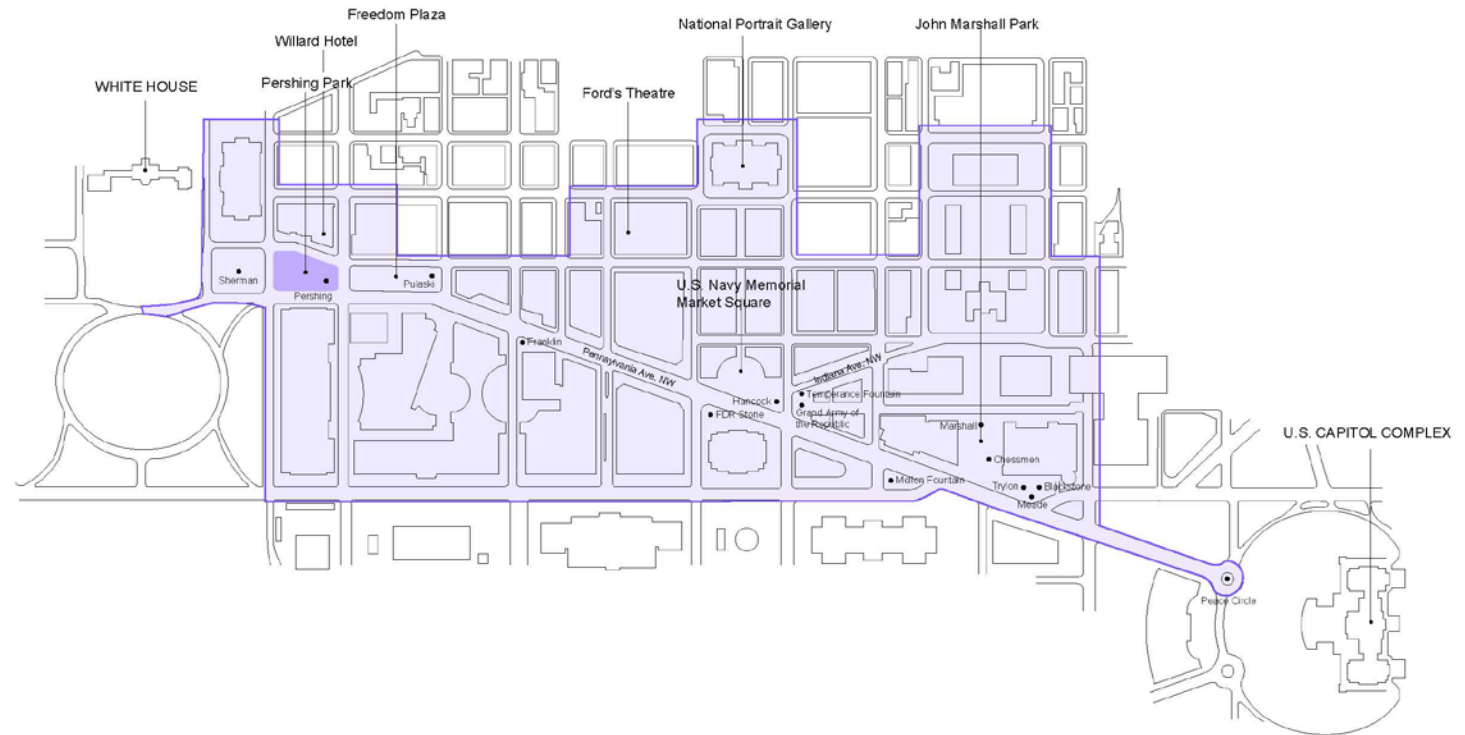 Freedom Plaza
National Portrait Gallery
John Marshall Park
Willard Hotel
WHITE HOUSE
Pershing Park
Ford's Theatre
Sherman
Pershing
Pulaski
U.S. Navy Memorial
Market Square
Franklin
Pennsylvania Ave, NW
Indiana Ave, NW
Hancock
Temperance Fountain
FDR Stone
Grand Army of
the Republic
Marshall
U.S. CAPITOL COMPLEX
Chessmen
Mellon Fountain
Trylon
Blackstone
Meade
Peace Circle